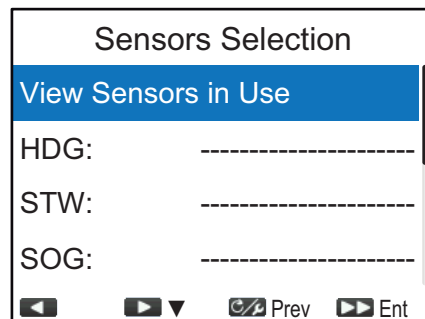 Sensors Selection
View Sensors in Use
HDG: ----------------------
STW: ----------------------
SOG: ----------------------
Prev Ent